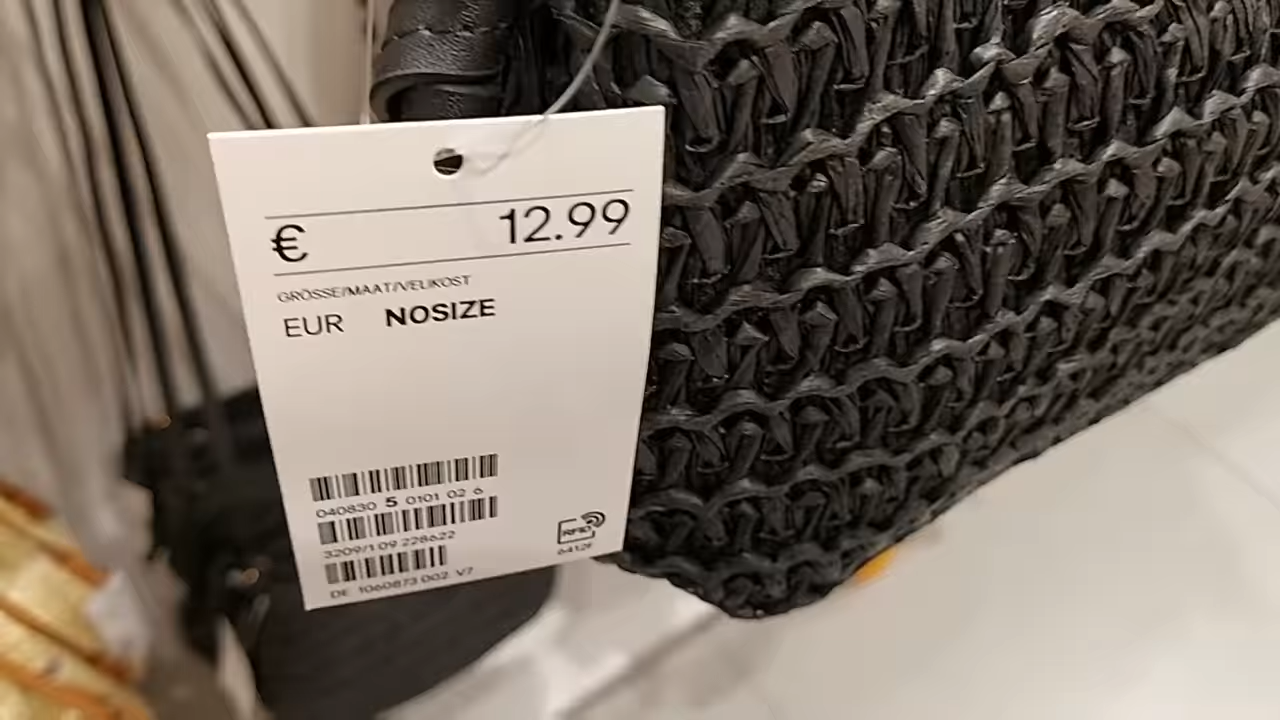 € 12.99
GRÖSSE/MAAT/VELIKOST
EUR NOSIZE
040830 5 0101 02 6
3209/1 09 228622
DE 1060873 002 V7
RFID
6412F